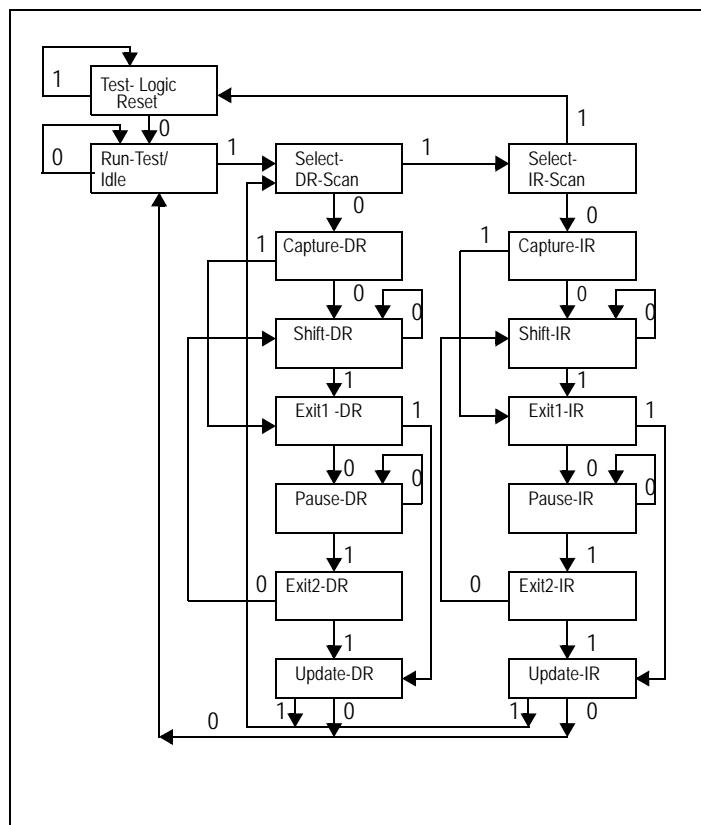 1
Test- Logic
Reset
0
0
Run-Test/
Idle
1
Select-
DR-Scan
1
Select-
IR-Scan
1
0
0
1
Capture-DR
1
Capture-IR
0
0
Shift-DR
0
Shift-IR
0
1
1
Exit1 -DR
1
Exit1-IR
1
0
0
Pause-DR
0
Pause-IR
0
1
1
0
Exit2-DR
0
Exit2-IR
1
1
Update-DR
Update-IR
1
0
1
0
0